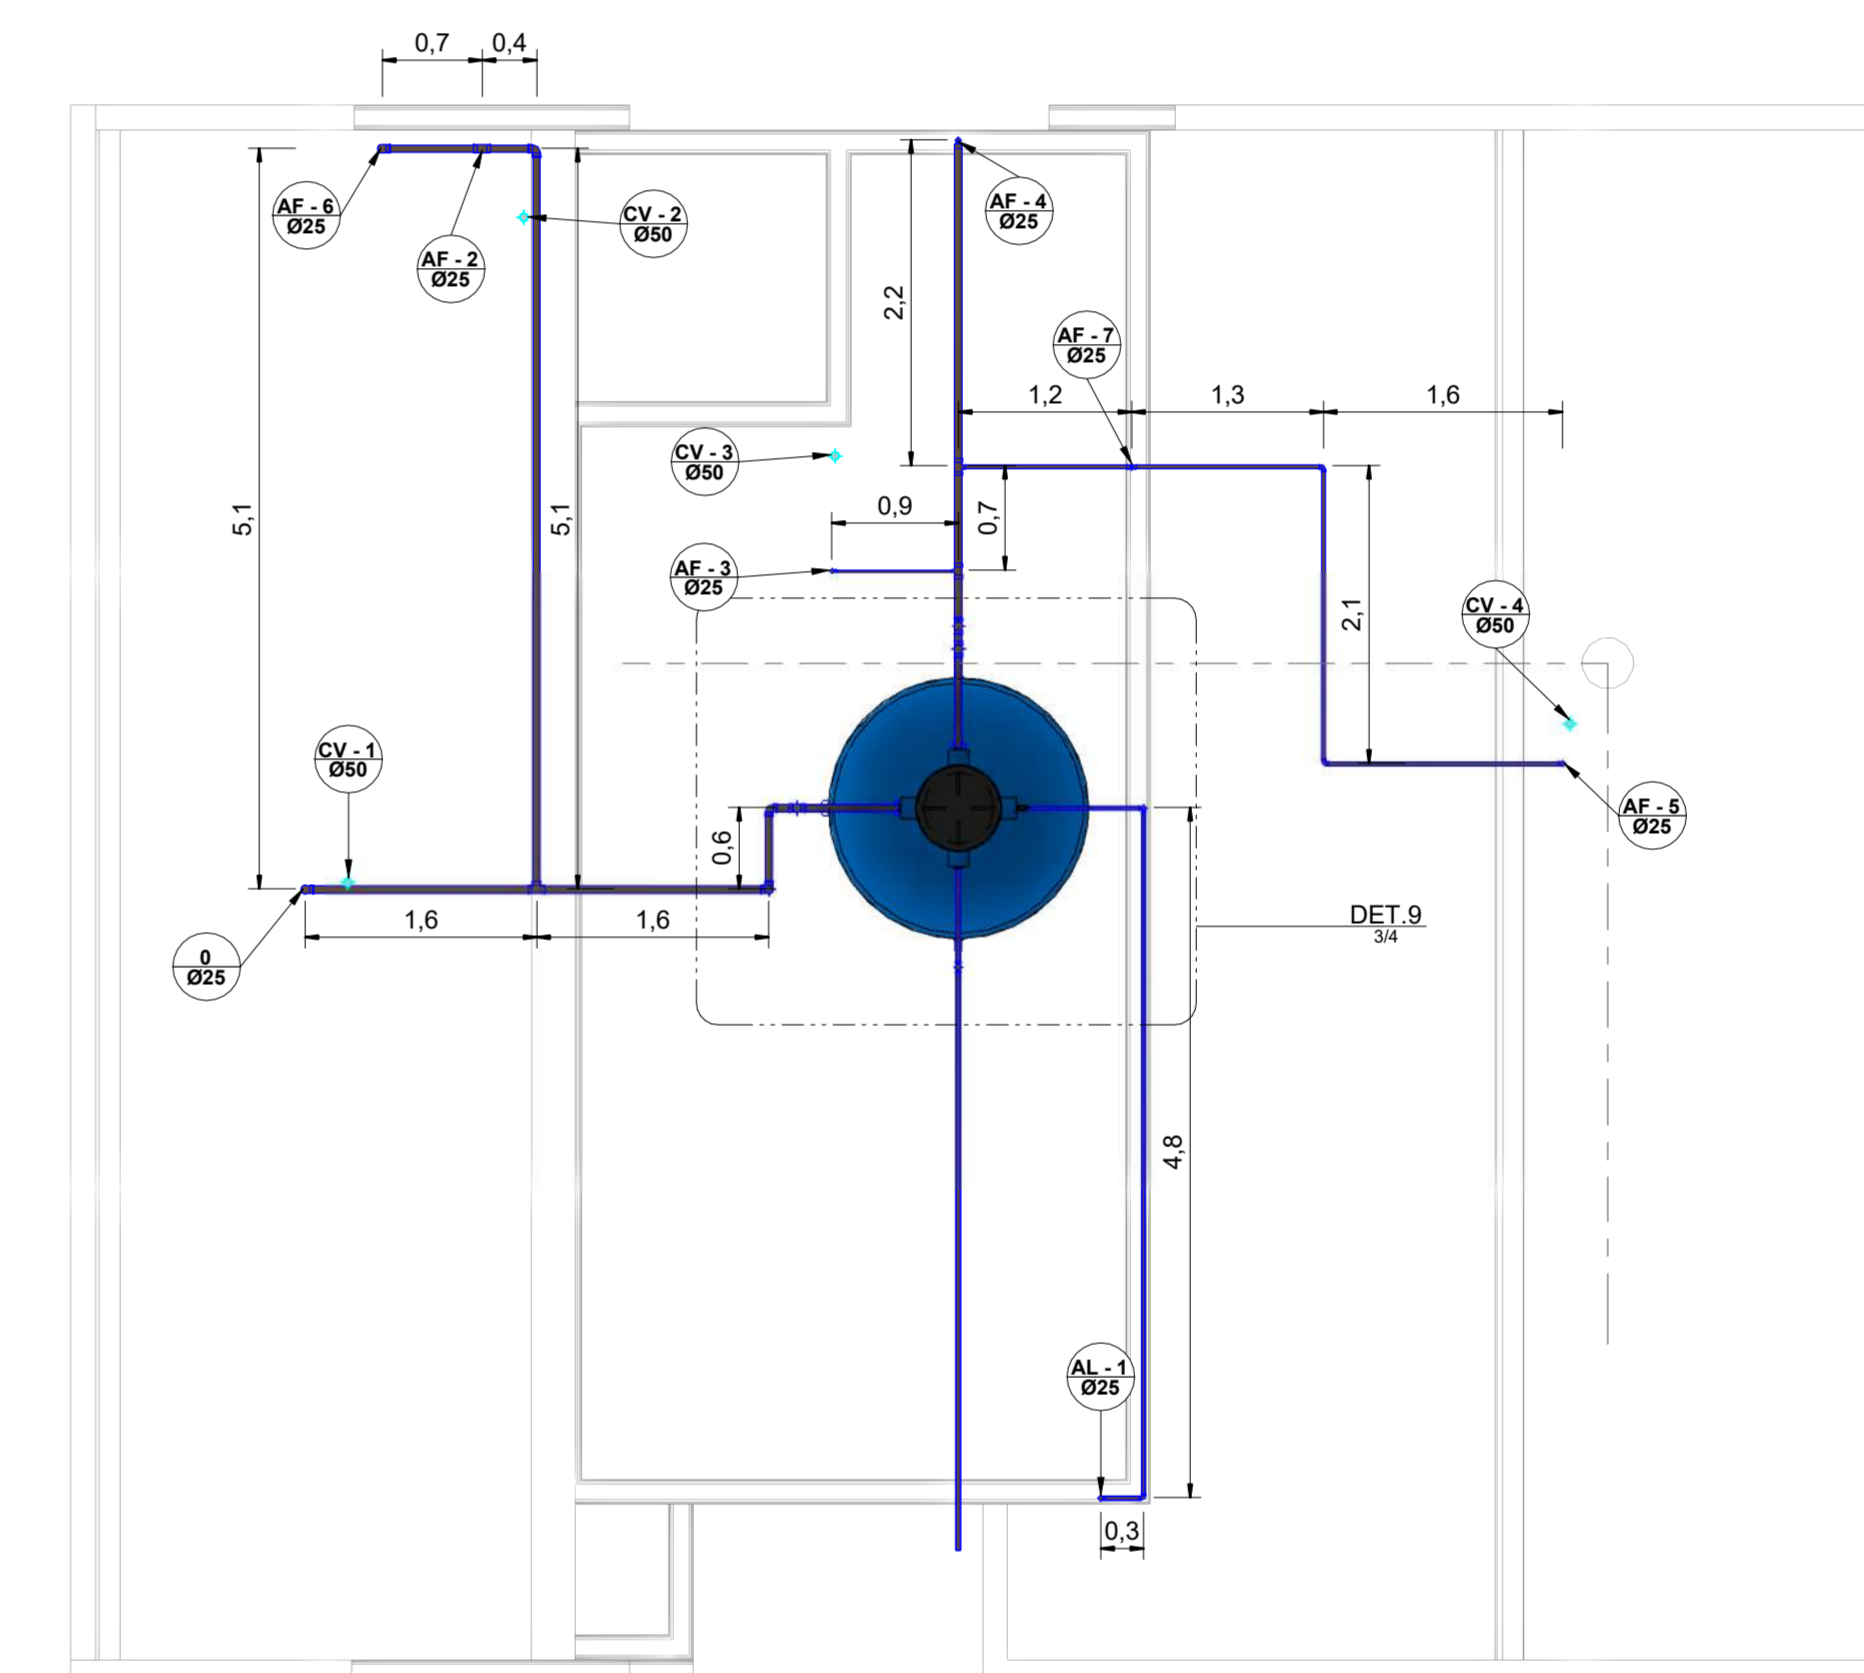 0,7
0,4
AF - 6
Ø25
CV - 2
Ø50
AF - 4
Ø25
AF - 2
Ø25
2,2
AF - 7
Ø25
1,2
1,3
1,6
CV - 3
Ø50
0,9
0,7
5,1
5,1
AF - 3
Ø25
2,1
CV - 4
Ø50
CV - 1
Ø50
AF - 5
Ø25
0,6
1,6
1,6
DET.9
3/4
0
Ø25
4,8
AL - 1
Ø25
0,3